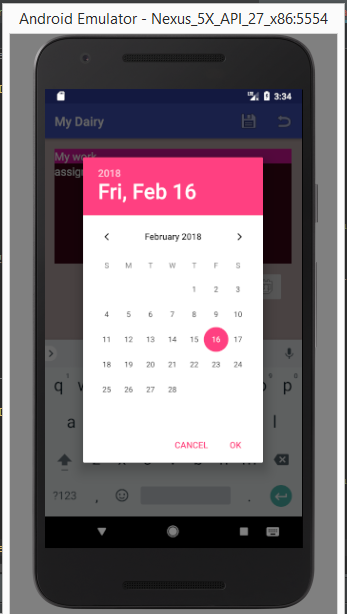 Android Emulator - Nexus_5X_API_27_x86:5554
3:34
My Dairy
My work
assig
2018
Fri, Feb 16
February 2018
S M T W T F S
1 2 3
4 5 6 7 8 9 10
11 12 13 14 15 16 17
18 19 20 21 22 23 24
25 26 27 28
CANCEL OK
q w o p
a l
?123 , .